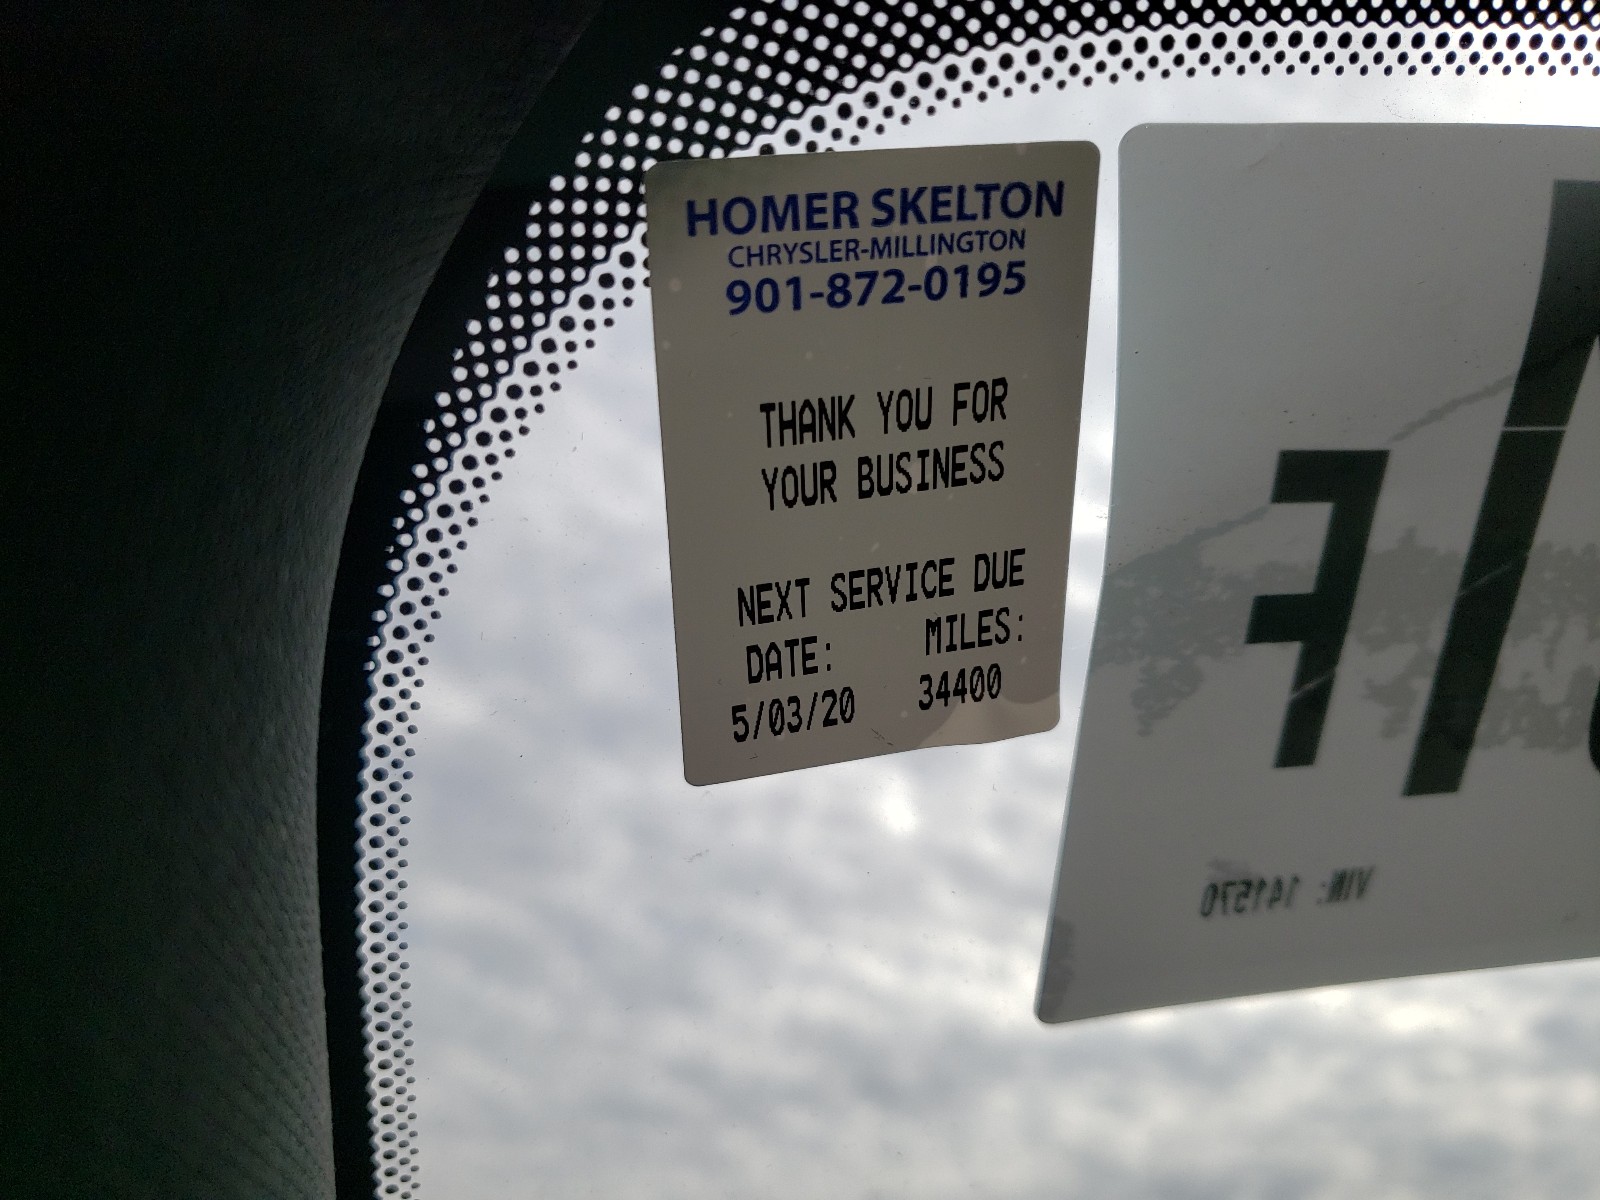 HOMER SKELTON
CHRYSLER-MILLINGTON
901-872-0195
THANK YOU FOR
YOUR BUSINESS
NEXT SERVICE DUE
DATE: MILES:
5/03/20 34400
VIN: 141570